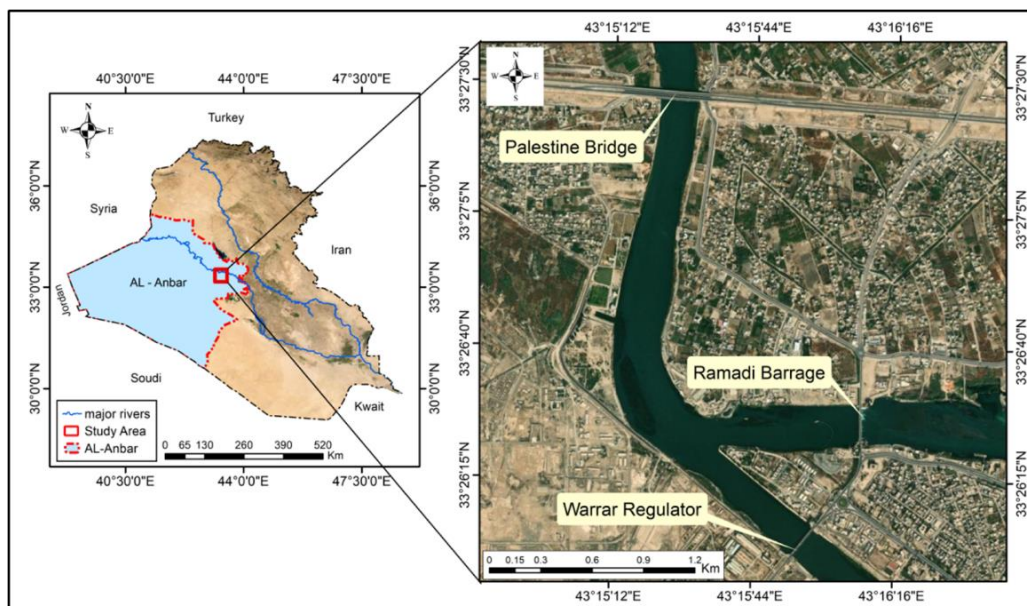 40°30'0"E 44°0'0"E 47°30'0"E
N
W E
S
Turkey
36°0'0"N
36°0'0"N
Syria
Iran
AL - Anbar
33°0'0"N
33°0'0"N
Jordan
Soudi
Kwait
30°0'0"N
30°0'0"N
major rivers
Study Area
AL-Anbar
0 65 130 260 390 520
Km
40°30'0"E 44°0'0"E 47°30'0"E
43°15'12"E 43°15'44"E 43°16'16"E
N
W E
S
33°27'30"N
33°27'30"N
Palestine Bridge
33°27'5"N
33°27'5"N
33°26'40"N
33°26'40"N
Ramadi Barrage
33°26'15"N
33°26'15"N
Warrar Regulator
0 0.15 0.3 0.6 0.9 1.2
Km
43°15'12"E 43°15'44"E 43°16'16"E